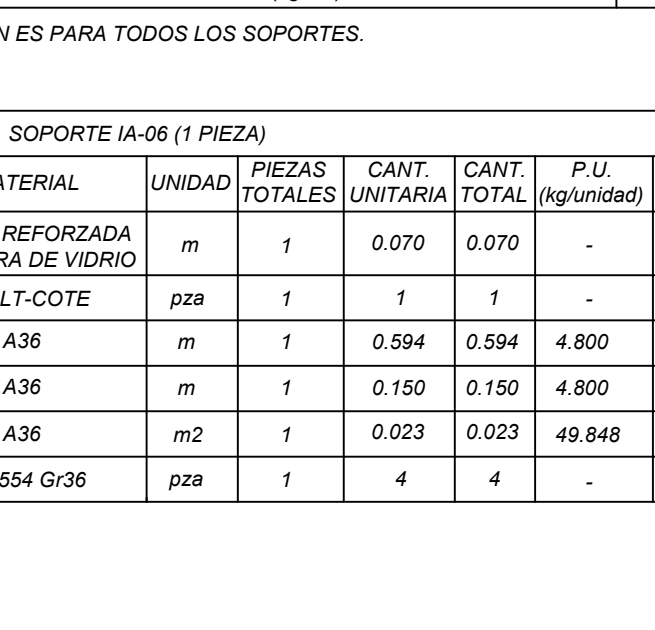 N ES PARA TODOS LOS SOPORTES.
SOPORTE IA-06 (1 PIEZA)
ATERIAL UNIDAD PIEZAS TOTALES CANT. UNITARIA CANT. TOTAL P.U. (kg/unidad)
REFORZADA
RA DE VIDRIO m 1 0.070 0.070 -
LT-COTE pza 1 1 1 -
A36 m 1 0.594 0.594 4.800
A36 m 1 0.150 0.150 4.800
A36 m2 1 0.023 0.023 49.848
554 Gr36 pza 1 4 4 -